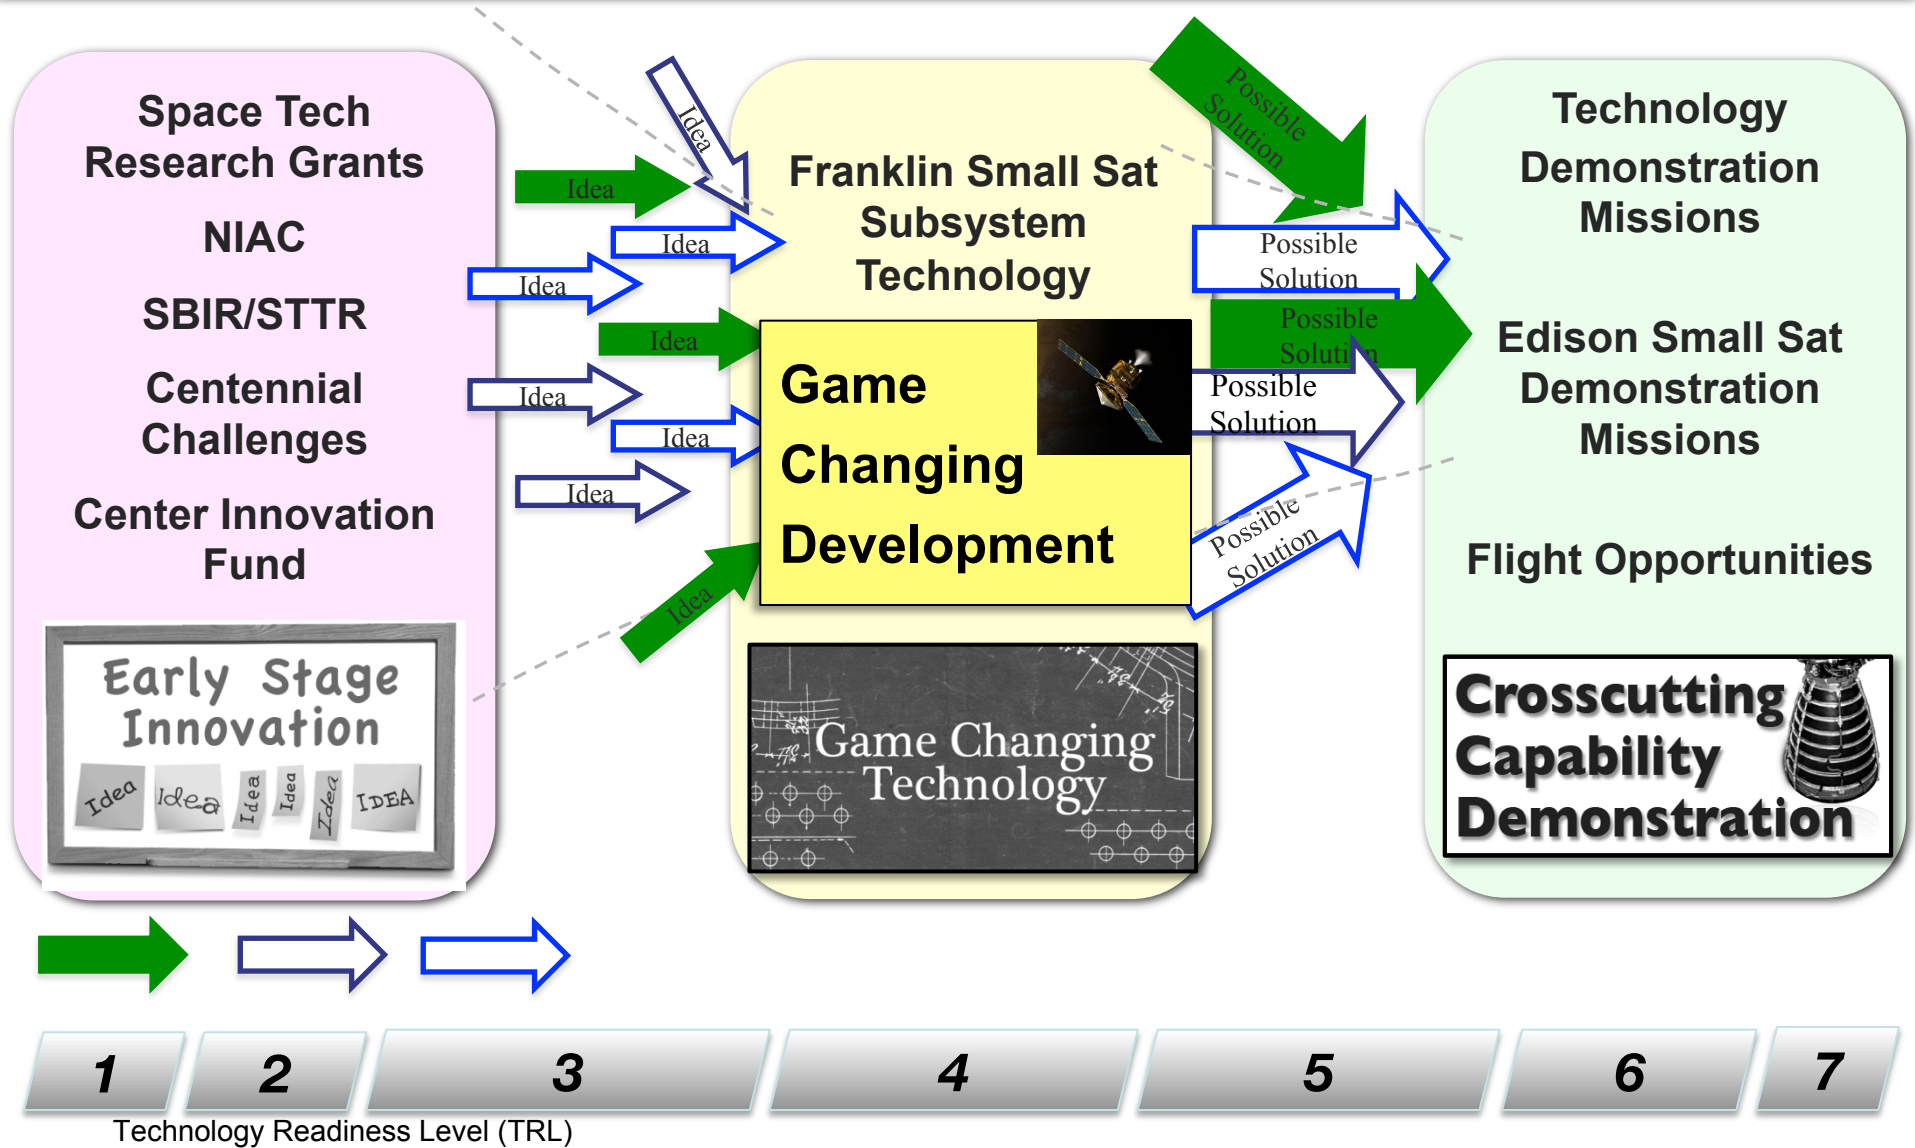 Space Tech
Research Grants
NIAC
SBIR/STTR
Centennial
Challenges
Center Innovation
Fund
Early Stage
Innovation
Idea
Idea
Idea
Idea
Idea
IDEA
Idea
Idea
Idea
Idea
Idea
Idea
Idea
Idea
Idea
Franklin Small Sat
Subsystem
Technology
Game
Changing
Development
Game Changing
Technology
Possible
Solution
Possible
Solution
Possible
Solution
Possible
Solution
Possible
Solution
Technology
Demonstration
Missions
Edison Small Sat
Demonstration
Missions
Flight Opportunities
Crosscutting
Capability
Demonstration
1 2 3 4 5 6 7
Technology Readiness Level (TRL)